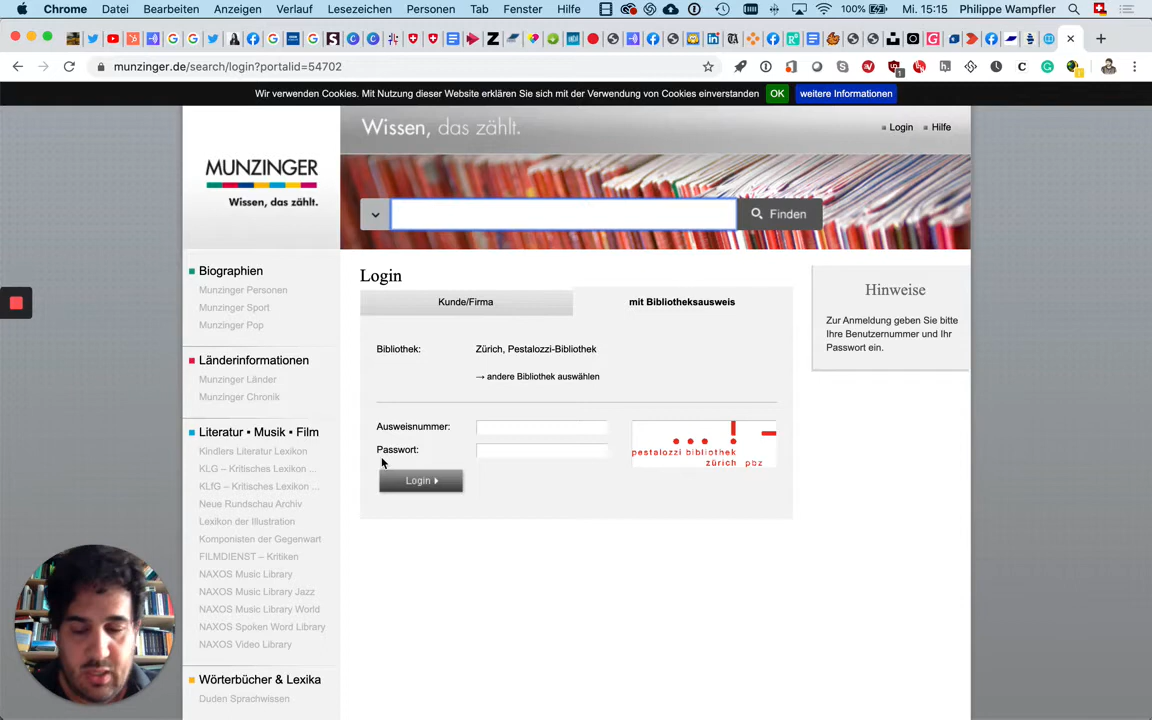 Chrome Datei Bearbeiten Anzeigen Verlauf Lesezeichen Personen Tab Fenster Hilfe 100% Mi. 15:15 Philippe Wampfler
munzinger.de/search/login?portalid=54702
Wir verwenden Cookies. Mit Nutzung dieser Website erklären Sie sich mit der Verwendung von Cookies einverstanden OK weitere Informationen
Wissen, das zählt.
Login Hilfe
MUNZINGER
Wissen, das zählt.
Finden
Biographien
Munzinger Personen
Munzinger Sport
Munzinger Pop
Länderinformationen
Munzinger Länder
Munzinger Chronik
Literatur • Musik • Film
Kindlers Literatur Lexikon
KLG – Kritisches Lexikon ...
KLfG – Kritisches Lexikon ...
Neue Rundschau Archiv
Lexikon der Illustration
Komponisten der Gegenwart
FILMDIENST – Kritiken
NAXOS Music Library
NAXOS Music Library Jazz
NAXOS Music Library World
NAXOS Spoken Word Library
NAXOS Video Library
Wörterbücher & Lexika
Duden Sprachwissen
Login
Kunde/Firma mit Bibliotheksausweis
Bibliothek: Zürich, Pestalozzi-Bibliothek
→ andere Bibliothek auswählen
Ausweisnummer:
Passwort:
Login
pestalozzi bibliothek
zürich pbz
Hinweise
Zur Anmeldung geben Sie bitte
Ihre Benutzernummer und Ihr
Passwort ein.